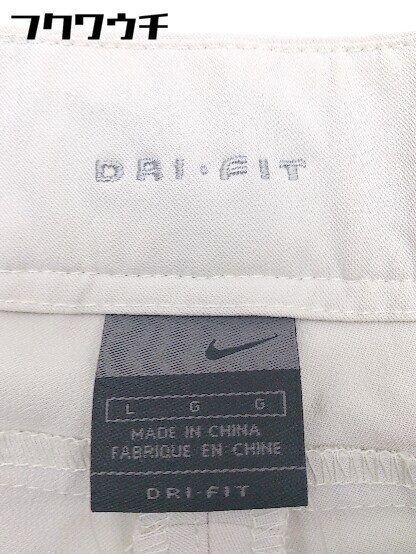 フクワウチ
DRI•FIT
L G G
MADE IN CHINA
FABRIQUE EN CHINE
DRI•FIT